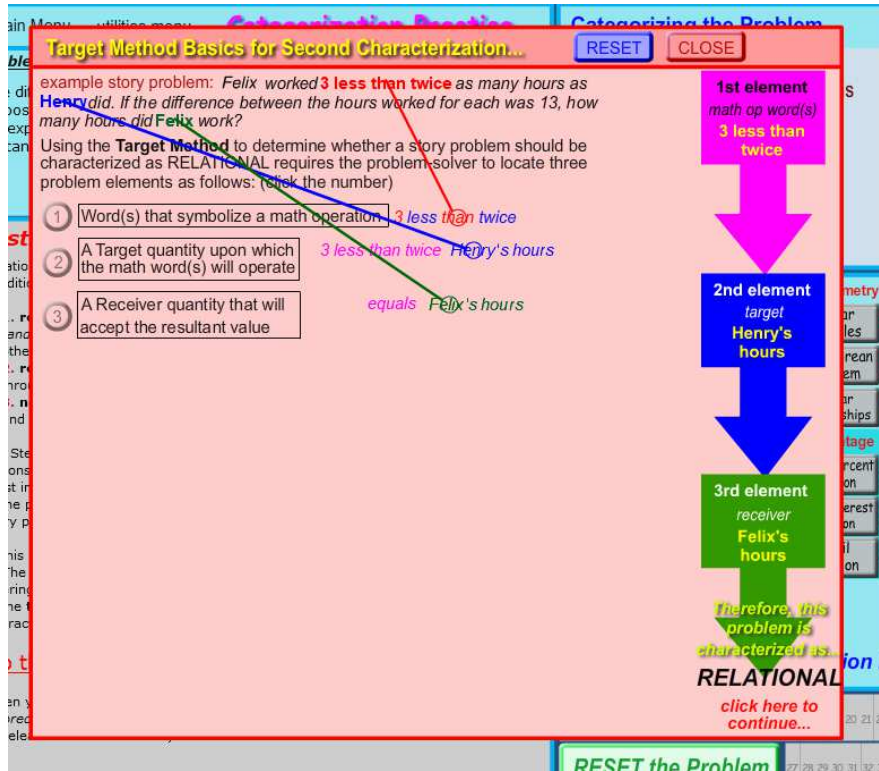 ain Menu utilities menu Categorization Practice Categorizing the Problem
Target Method Basics for Second Characterization... RESET CLOSE
example story problem: Felix worked 3 less than twice as many hours as
Henry did. If the difference between the hours worked for each was 13, how
many hours did Felix work?
Using the Target Method to determine whether a story problem should be
characterized as RELATIONAL requires the problem-solver to locate three
problem elements as follows: (click the number)
1 Word(s) that symbolize a math operation 3 less than twice
2 A Target quantity upon which
the math word(s) will operate
3 less than twice Henry's hours
3 A Receiver quantity that will
accept the resultant value
equals Felix's hours
1st element
math op word(s)
3 less than
twice
2nd element
target
Henry's
hours
3rd element
receiver
Felix's
hours
Therefore, this
problem is
characterized as...
RELATIONAL
click here to
continue...
RESET the Problem